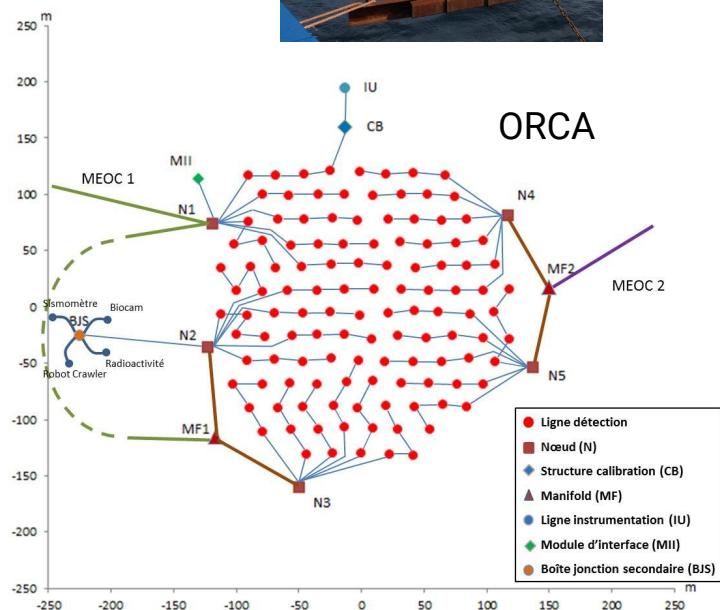 m
250
200
150
100
50
0
-50
-100
-150
-200
-250
-250
-200
-150
-100
-50
0
50
100
150
200
250
m
IU
CB
ORCA
MII
MEOC 1
N1
N4
MF2
MEOC 2
Sismomètre
Biocam
BJS
N2
Robot Crawler
Radioactivité
N5
MF1
N3
Ligne détection
Nœud (N)
Structure calibration (CB)
Manifold (MF)
Ligne instrumentation (IU)
Module d'interface (MII)
Boîte jonction secondaire (BJS)